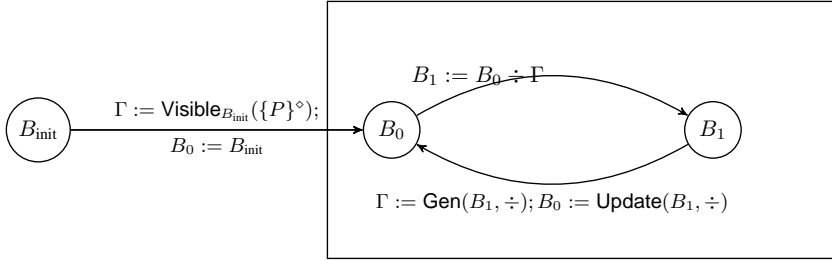 B_init
Γ := Visible_{B_init}({P}^⋄);
B_0 := B_init
B_0
B_1 := B_0 ÷ Γ
B_1
Γ := Gen(B_1, ÷); B_0 := Update(B_1, ÷)